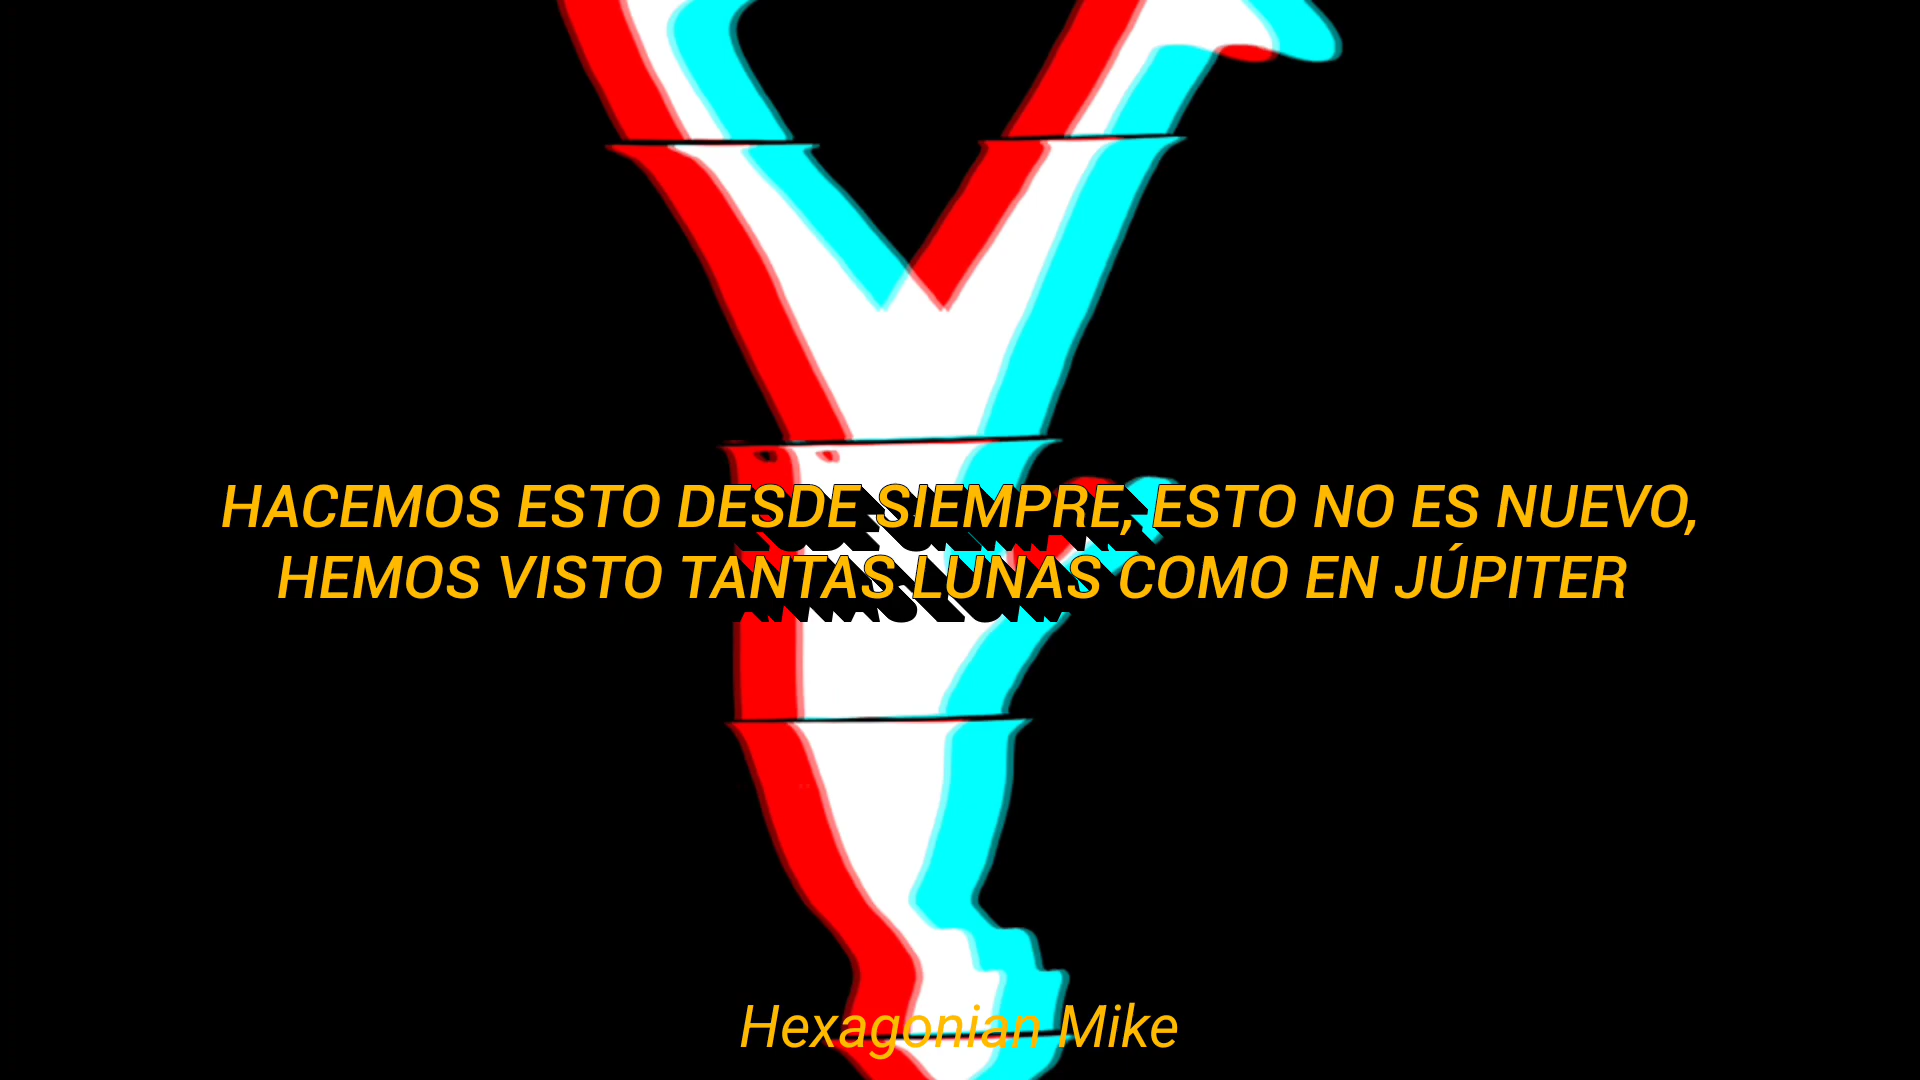 HACEMOS ESTO DESDE SIEMPRE, ESTO NO ES NUEVO,
HEMOS VISTO TANTAS LUNAS COMO EN JÚPITER
Hexagonian Mike